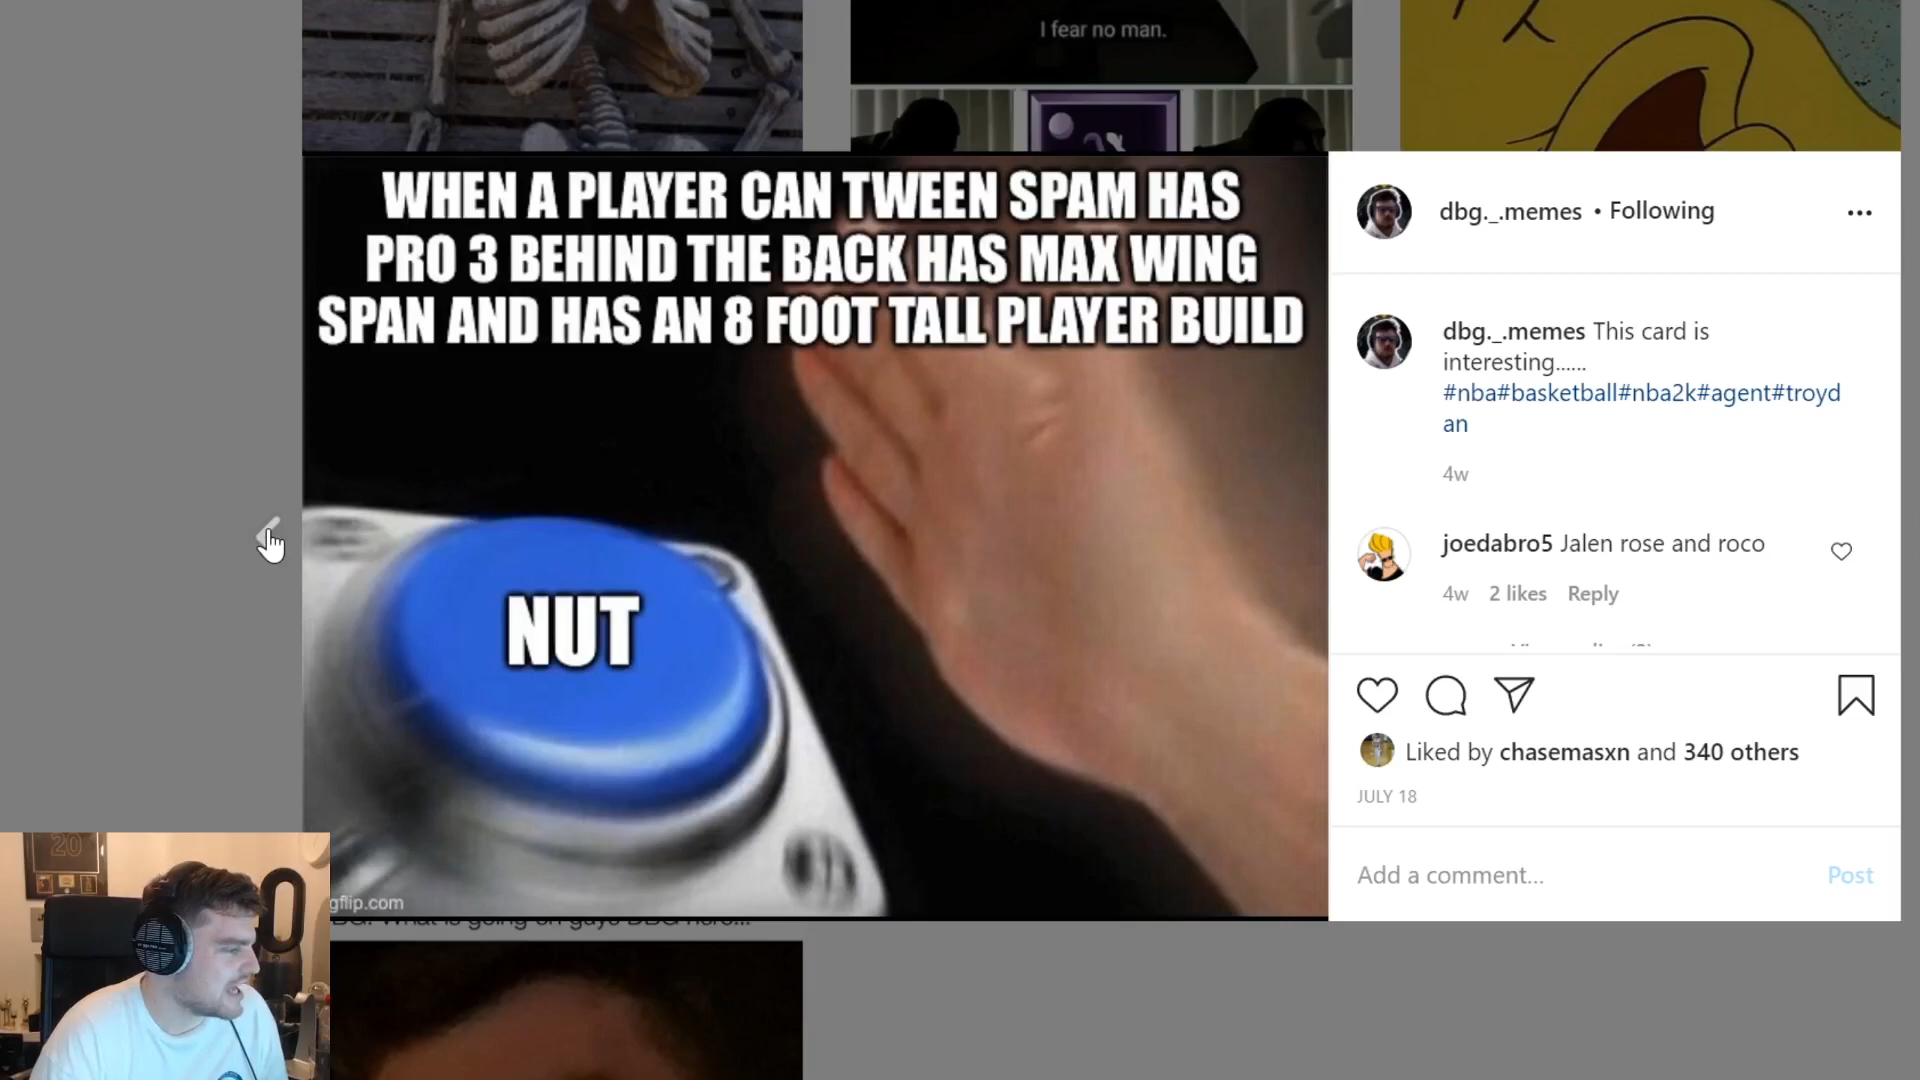 I fear no man.
WHEN A PLAYER CAN TWEEN SPAM HAS
PRO 3 BEHIND THE BACK HAS MAX WING
SPAN AND HAS AN 8 FOOT TALL PLAYER BUILD
NUT
gflip.com
dbg._.memes • Following
dbg._.memes This card is
interesting......
#nba#basketball#nba2k#agent#troyd
an
4w
joedabro5 Jalen rose and roco
4w 2 likes Reply
Liked by chasemasxn and 340 others
JULY 18
Add a comment... Post
20